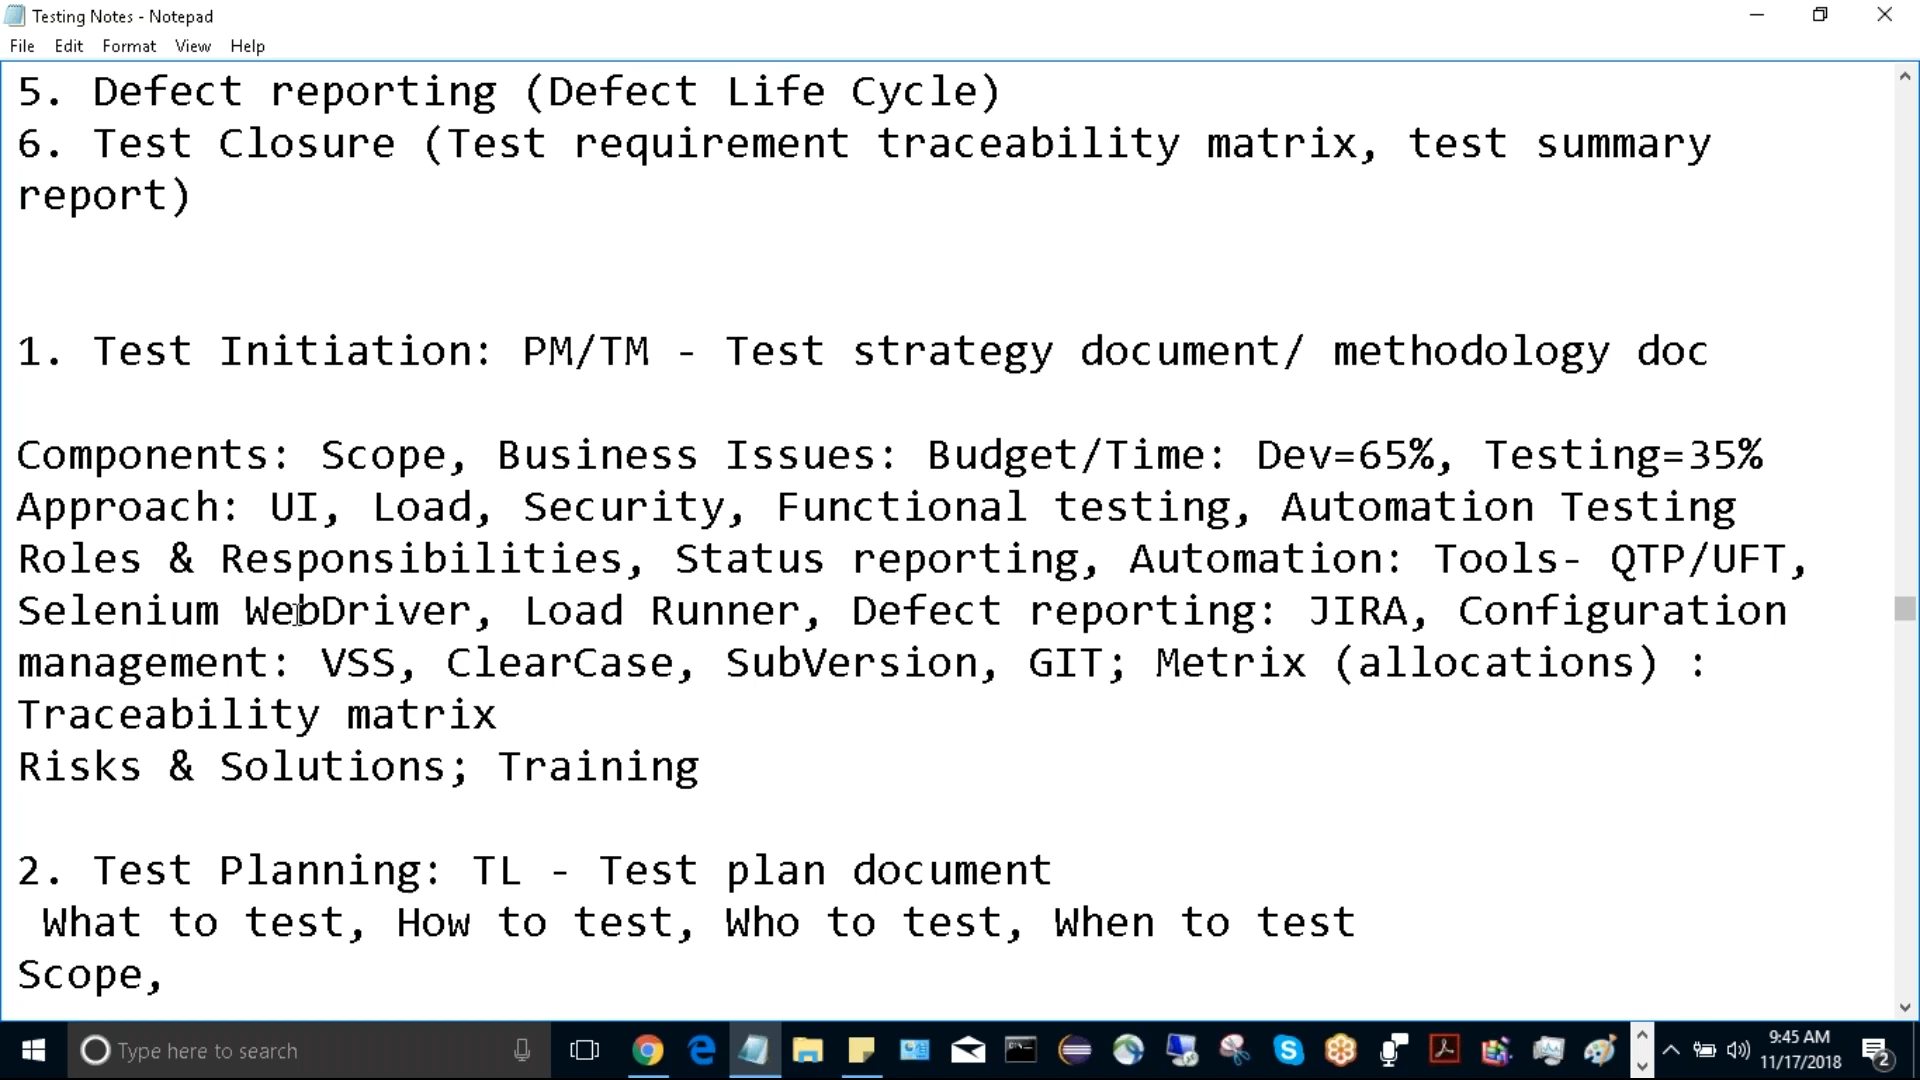 Testing Notes - Notepad
File Edit Format View Help
5. Defect reporting (Defect Life Cycle)
6. Test Closure (Test requirement traceability matrix, test summary
report)
1. Test Initiation: PM/TM - Test strategy document/ methodology doc
Components: Scope, Business Issues: Budget/Time: Dev=65%, Testing=35%
Approach: UI, Load, Security, Functional testing, Automation Testing
Roles & Responsibilities, Status reporting, Automation: Tools- QTP/UFT,
Selenium WebDriver, Load Runner, Defect reporting: JIRA, Configuration
management: VSS, ClearCase, SubVersion, GIT; Metrix (allocations) :
Traceability matrix
Risks & Solutions; Training
2. Test Planning: TL - Test plan document
What to test, How to test, Who to test, When to test
Scope,
Type here to search
9:45 AM
11/17/2018
2